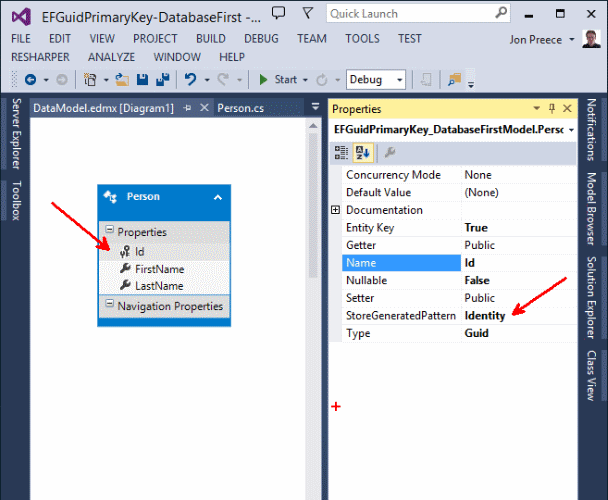 EFGuidPrimaryKey-DatabaseFirst -...
Quick Launch
FILE EDIT VIEW PROJECT BUILD DEBUG TEAM TOOLS TEST
Jon Preece
RESHARPER ANALYZE WINDOW HELP
Start
Debug
Server Explorer
Toolbox
DataModel.edmx [Diagram1]
Person.cs
Person
Properties
Id
FirstName
LastName
Navigation Properties
Properties
EFGuidPrimaryKey_DatabaseFirstModel.Perso
Concurrency Mode None
Default Value (None)
Documentation
Entity Key True
Getter Public
Name Id
Nullable False
Setter Public
StoreGeneratedPattern Identity
Type Guid
Notifications
Model Browser
Solution Explorer
Class View